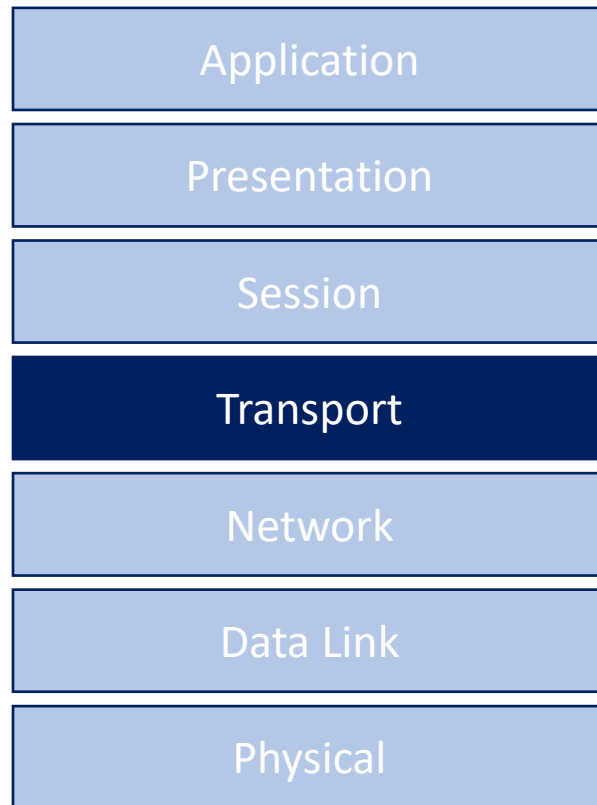 Application
Presentation
Session
Transport
Network
Data Link
Physical